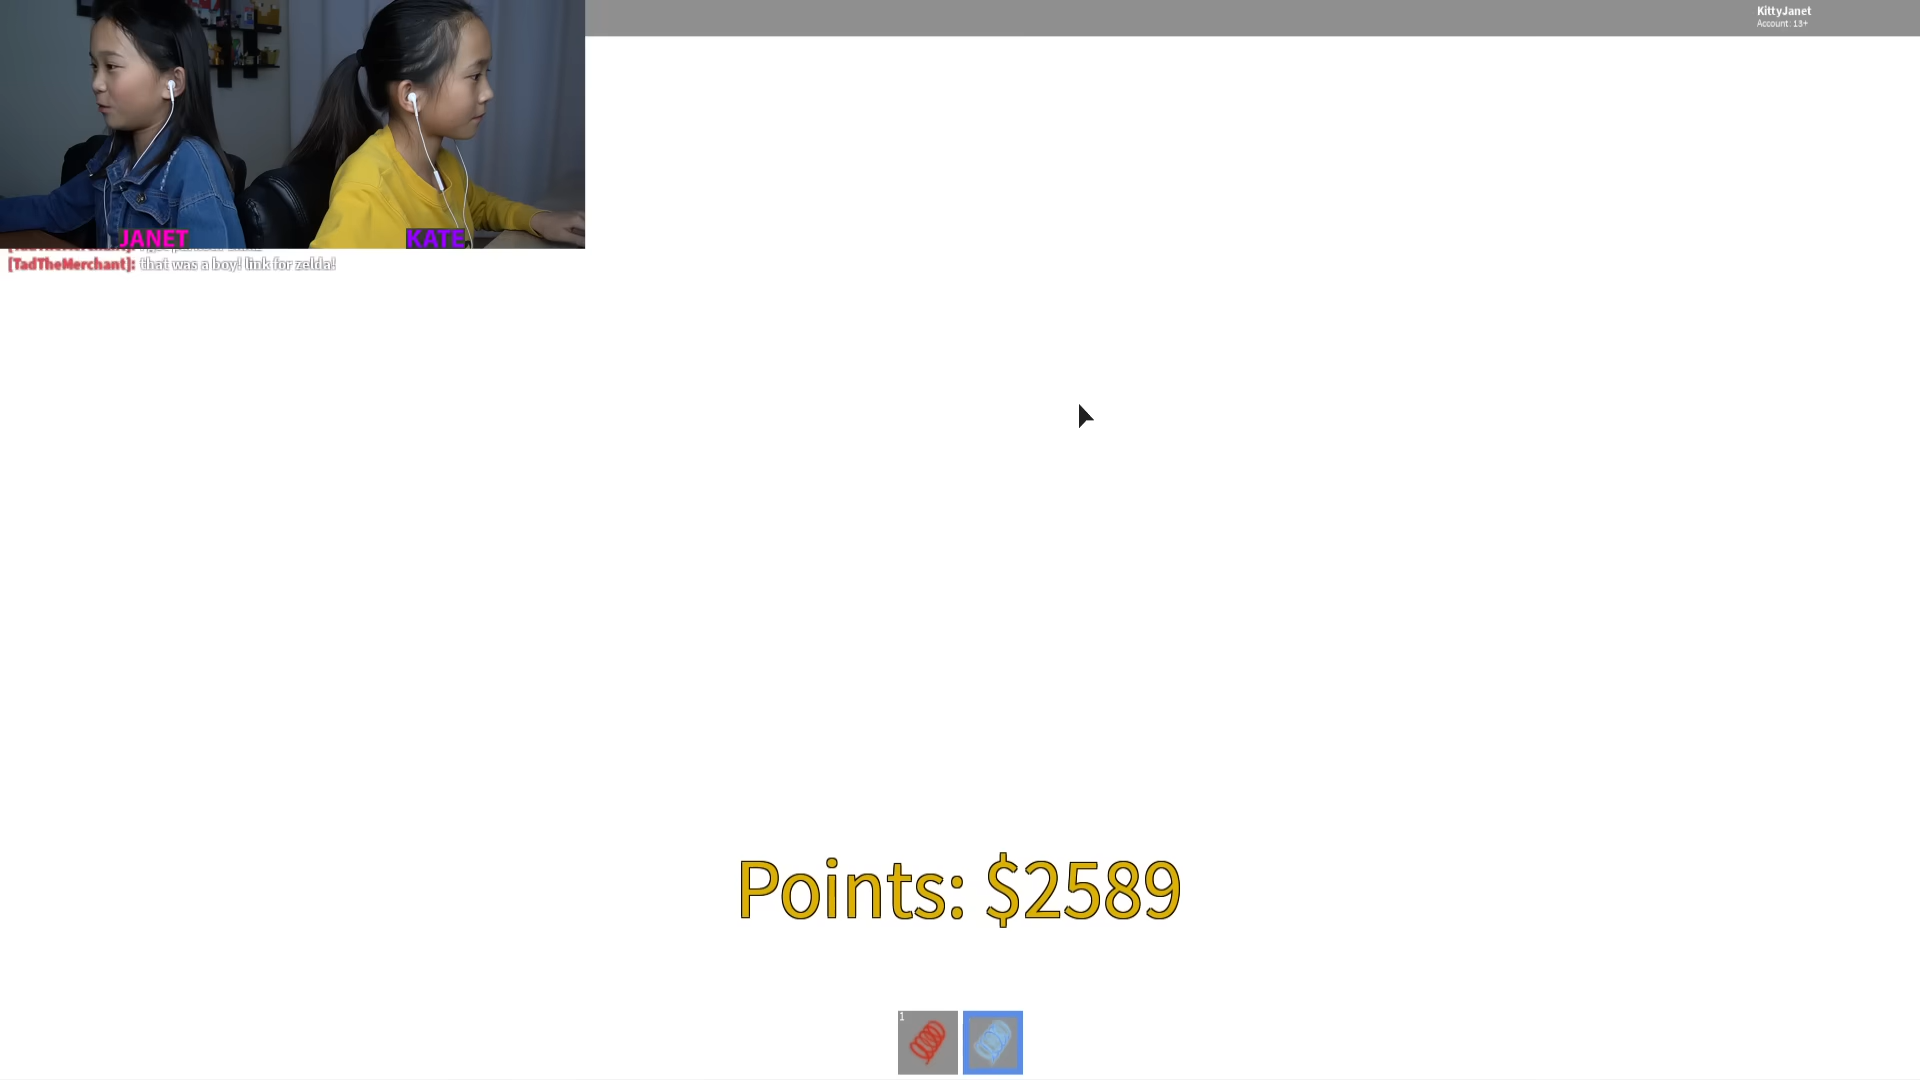 KittyJanet
Account: 13+
JANET
KATE
[TadTheMerchant]: that was a boy! link for zelda!
Points: $2589
1